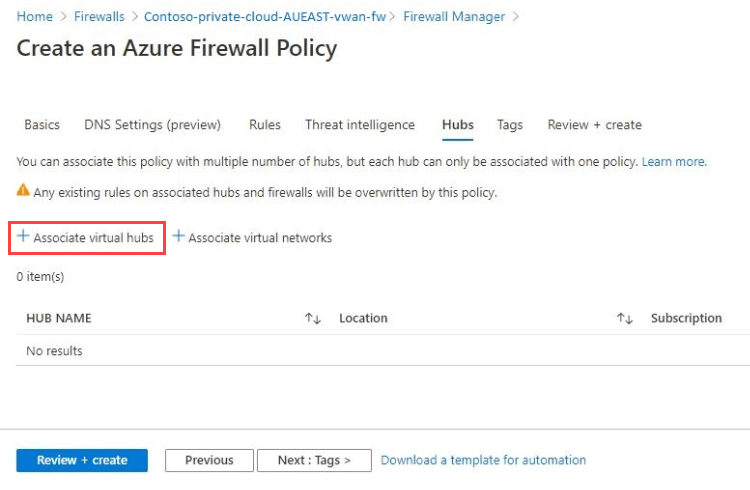 Home > Firewalls > Contoso-private-cloud-AUEAST-vwan-fw > Firewall Manager >
Create an Azure Firewall Policy
Basics DNS Settings (preview) Rules Threat intelligence Hubs Tags Review + create
You can associate this policy with multiple number of hubs, but each hub can only be associated with one policy. Learn more.
Any existing rules on associated hubs and firewalls will be overwritten by this policy.
+ Associate virtual hubs + Associate virtual networks
0 item(s)
HUB NAME ↑↓ Location ↑↓ Subscription
No results
Review + create Previous Next : Tags > Download a template for automation